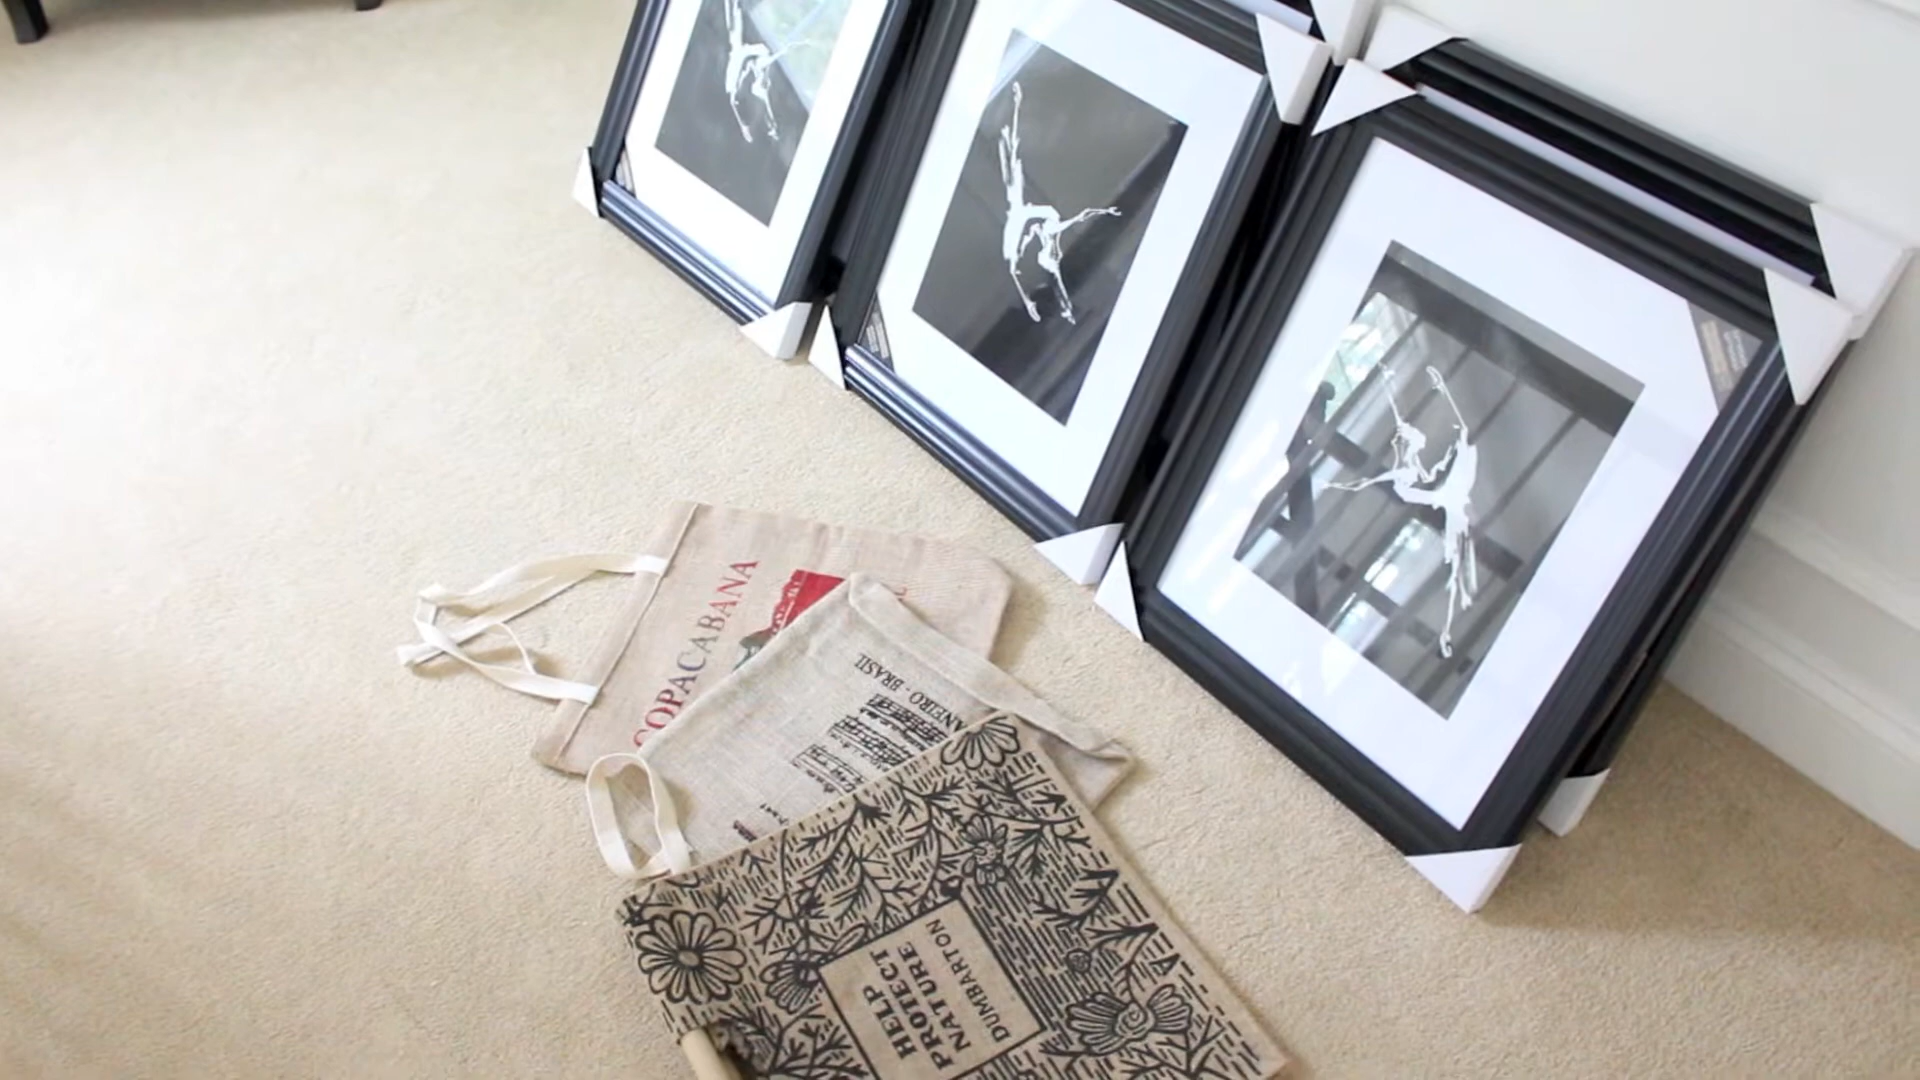 COPACABANA
ANEIRO - BRASIL
HELP
PROTECT
NATURE
DUMBARTON